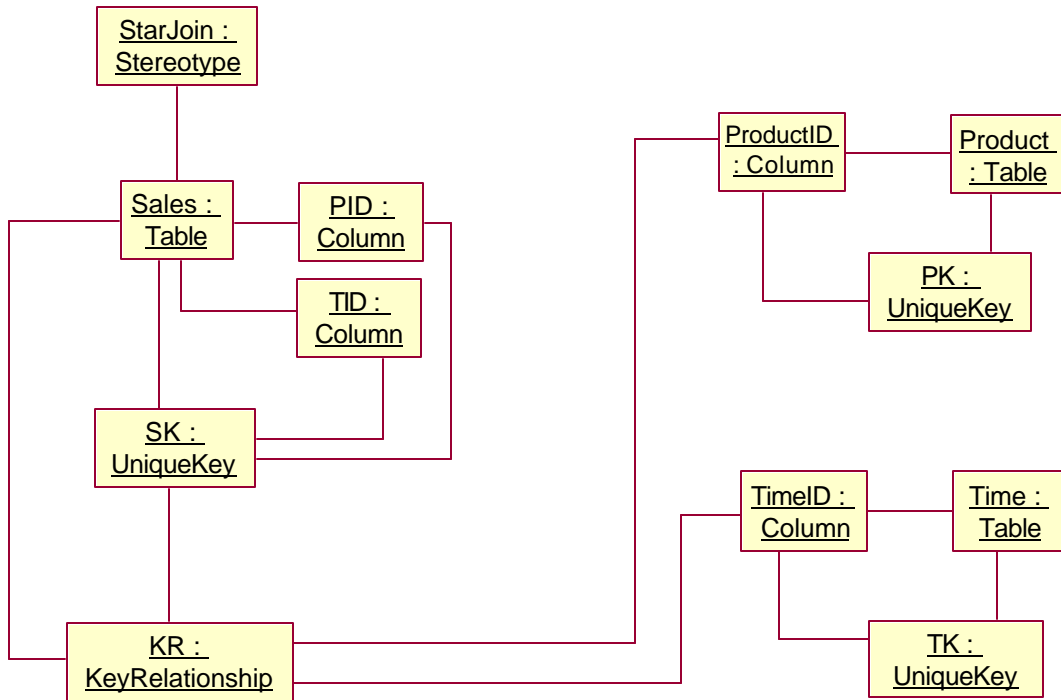 StarJoin :
Stereotype
ProductID
: Column
Product
: Table
Sales :
Table
PID :
Column
TID :
Column
PK :
UniqueKey
SK :
UniqueKey
TimeID :
Column
Time :
Table
KR :
KeyRelationship
TK :
UniqueKey